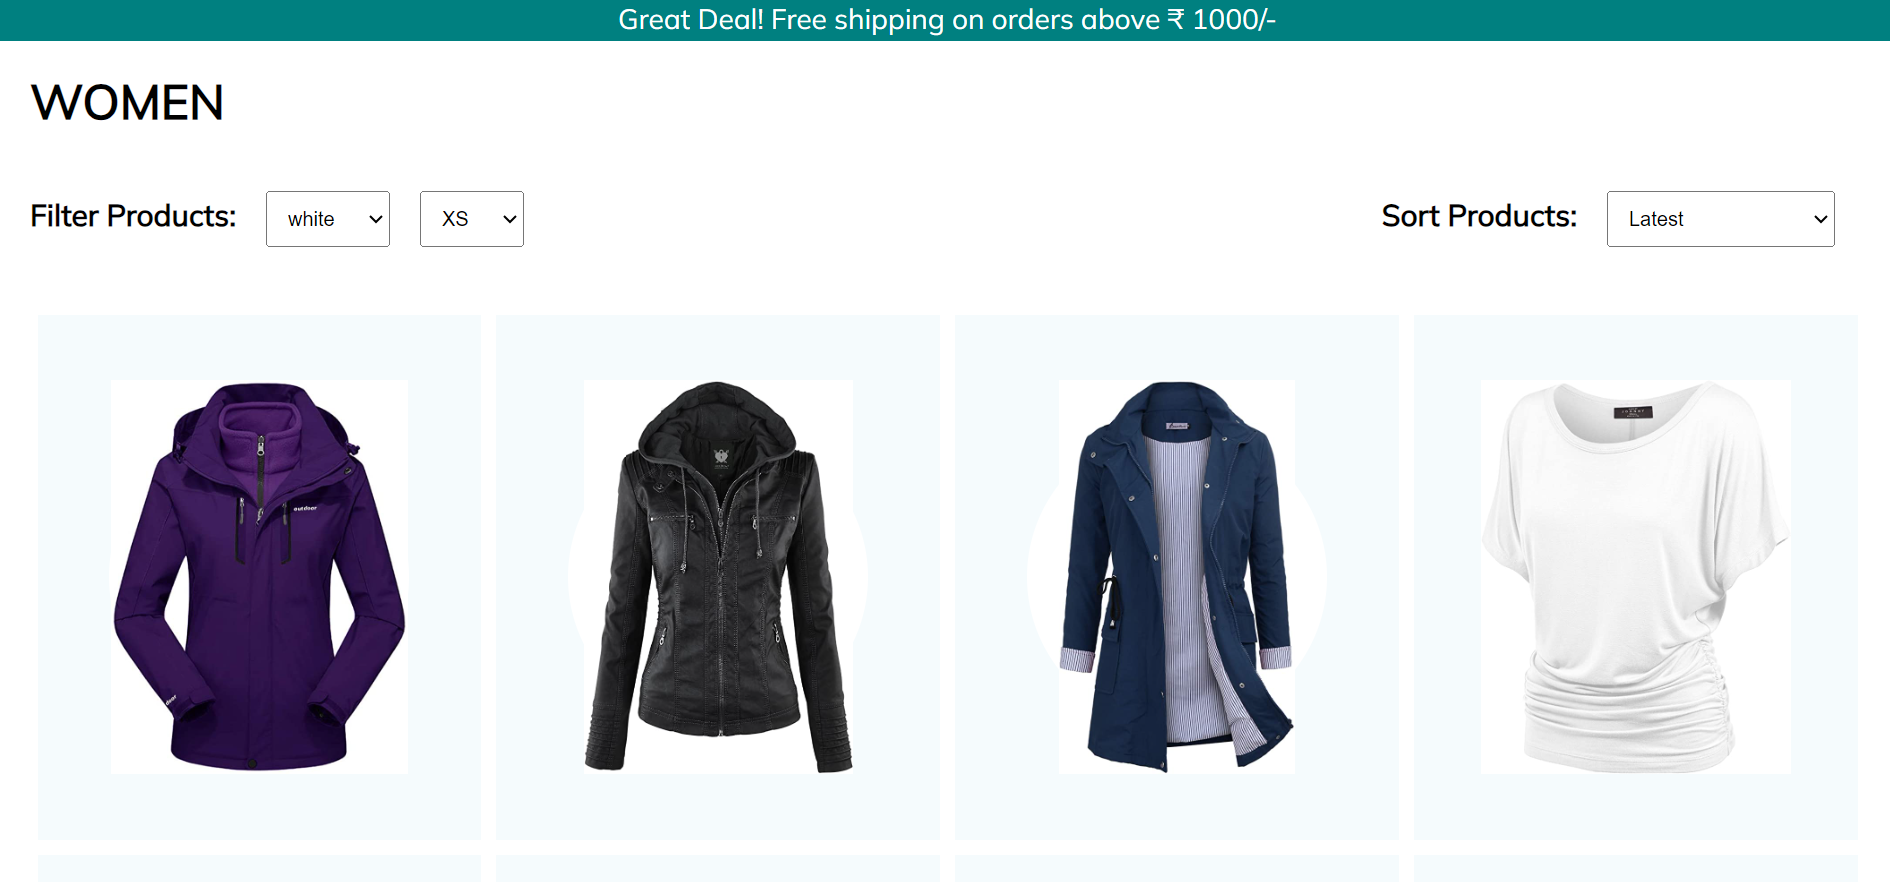 Great Deal! Free shipping on orders above ₹ 1000/-
WOMEN
Filter Products: white XS Sort Products: Latest
outdoor